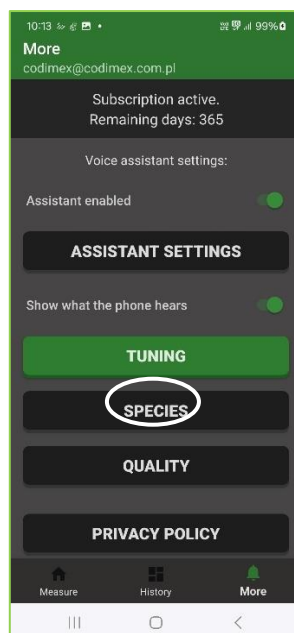 10:13
99%
More
codimex@codimex.com.pl
Subscription active.
Remaining days: 365
Voice assistant settings:
Assistant enabled
ASSISTANT SETTINGS
Show what the phone hears
TUNING
SPECIES
QUALITY
PRIVACY POLICY
Measure
History
More